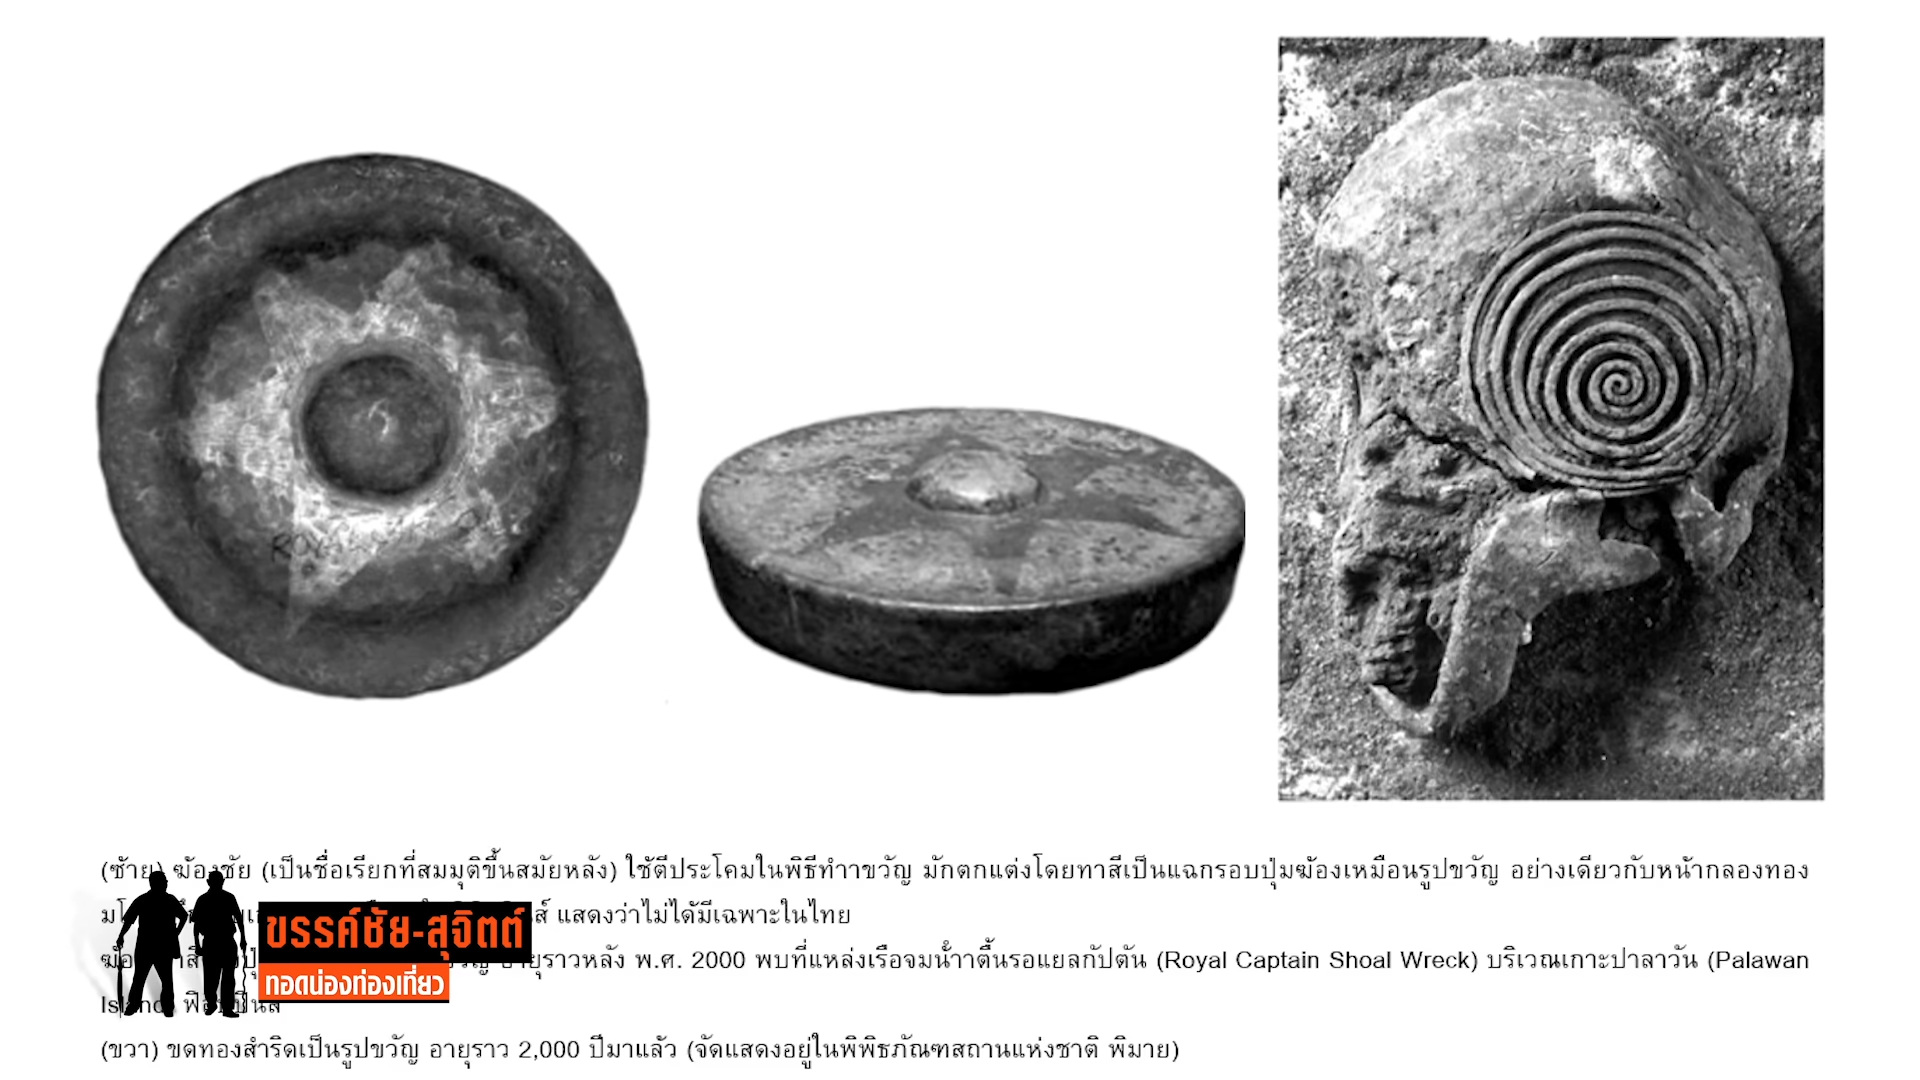 (ซ้าย) ฆ้องชัย (เป็นชื่อเรียกที่สมมุติขึ้นสมัยหลัง) ใช้ตีประโคมในพิธีทำาขวัญ มักตกแต่งโดยทาสีเป็นแฉกรอบปุ่มฆ้องเหมือนรูปขวัญ อย่างเดียวกับหน้ากลองทอง
แสดงว่าไม่ได้มีเฉพาะในไทย
อายุราวหลัง พ.ศ. 2000 พบที่แหล่งเรือจมน้ำาตื้นรอแยลกัปตัน (Royal Captain Shoal Wreck) บริเวณเกาะปาลาวัน (Palawan
Island) ฟิลิปปินส์
(ขวา) ขดทองสำริดเป็นรูปขวัญ อายุราว 2,000 ปีมาแล้ว (จัดแสดงอยู่ในพิพิธภัณฑสถานแห่งชาติ พิมาย)
ขรรค์ชัย-สุจิตต์
ทอดน่องท่องเที่ยว